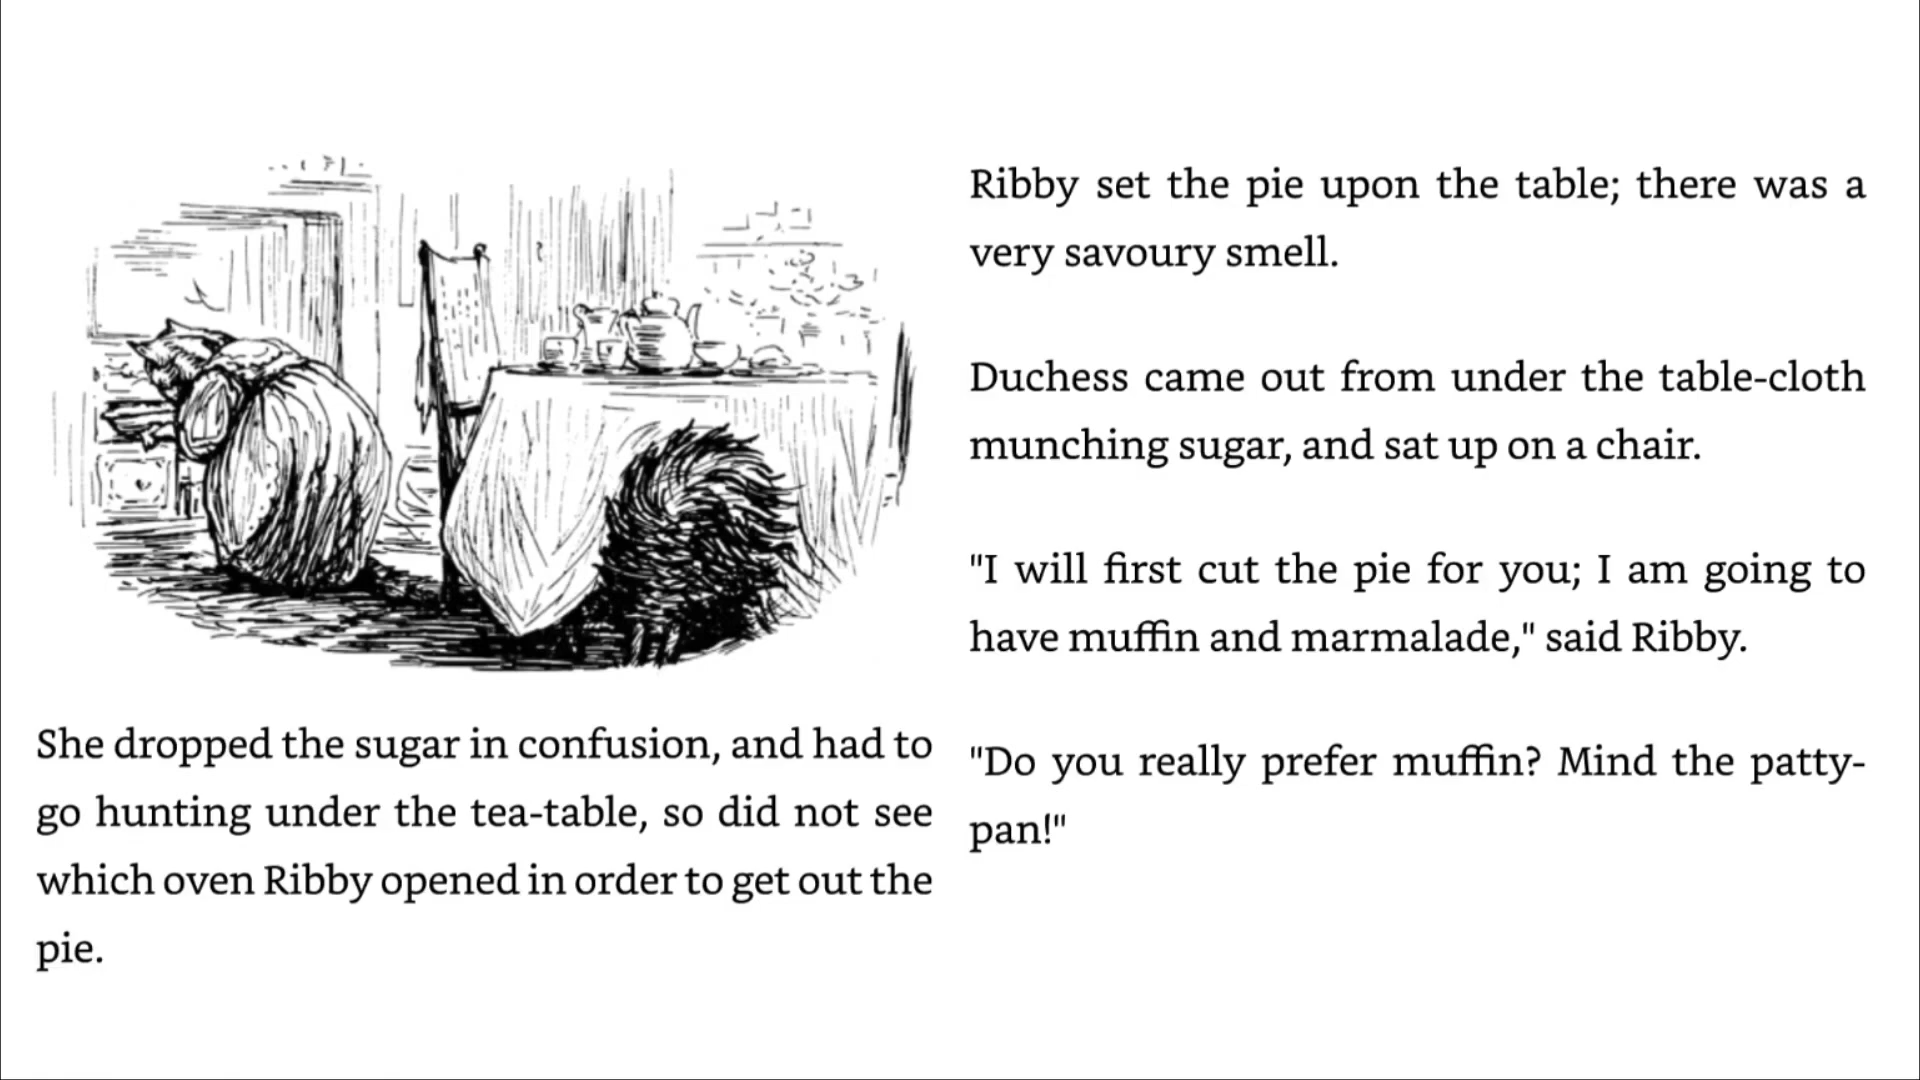 She dropped the sugar in confusion, and had to
go hunting under the tea-table, so did not see
which oven Ribby opened in order to get out the
pie.
Ribby set the pie upon the table; there was a
very savoury smell.
Duchess came out from under the table-cloth
munching sugar, and sat up on a chair.
"I will first cut the pie for you; I am going to
have muffin and marmalade," said Ribby.
"Do you really prefer muffin? Mind the patty-
pan!"